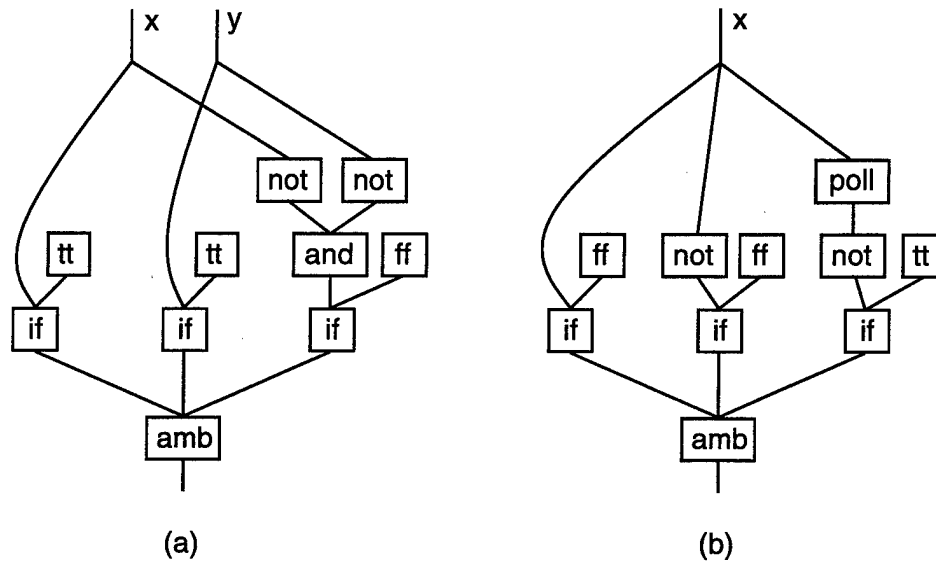 x y x
not not poll
tt tt and ff ff not ff not tt
if if if if if if
amb amb
(a) (b)